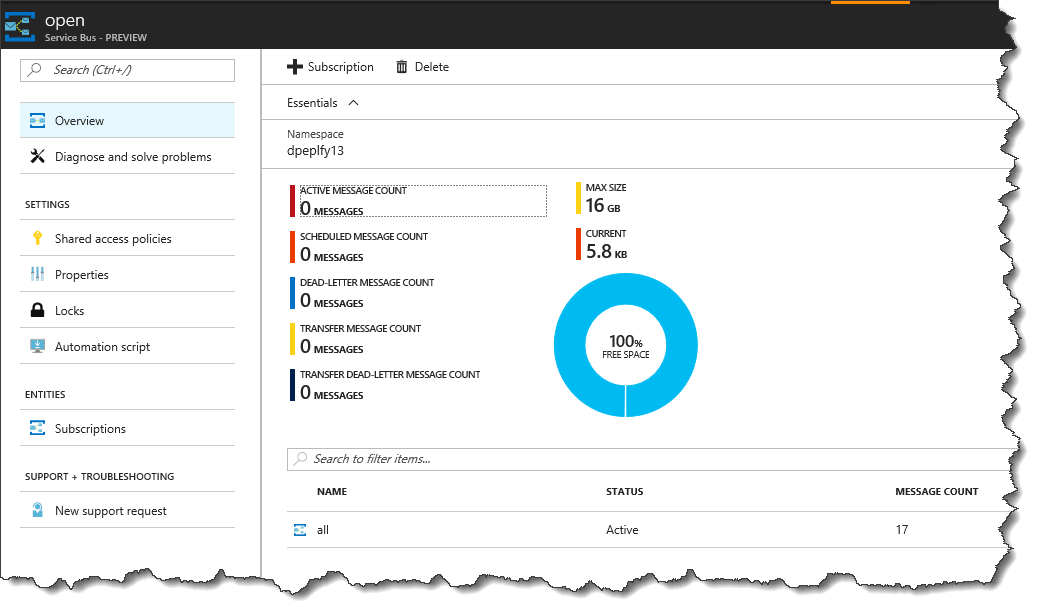 open
Service Bus - PREVIEW
Search (Ctrl+/)
Overview
Diagnose and solve problems
SETTINGS
Shared access policies
Properties
Locks
Automation script
ENTITIES
Subscriptions
SUPPORT + TROUBLESHOOTING
New support request
Subscription Delete
Essentials
Namespace
dpeplfy13
ACTIVE MESSAGE COUNT
0 MESSAGES
SCHEDULED MESSAGE COUNT
0 MESSAGES
DEAD-LETTER MESSAGE COUNT
0 MESSAGES
TRANSFER MESSAGE COUNT
0 MESSAGES
TRANSFER DEAD-LETTER MESSAGE COUNT
0 MESSAGES
MAX SIZE
16 GB
CURRENT
5.8 KB
100%
FREE SPACE
Search to filter items...
NAME STATUS MESSAGE COUNT
all Active 17